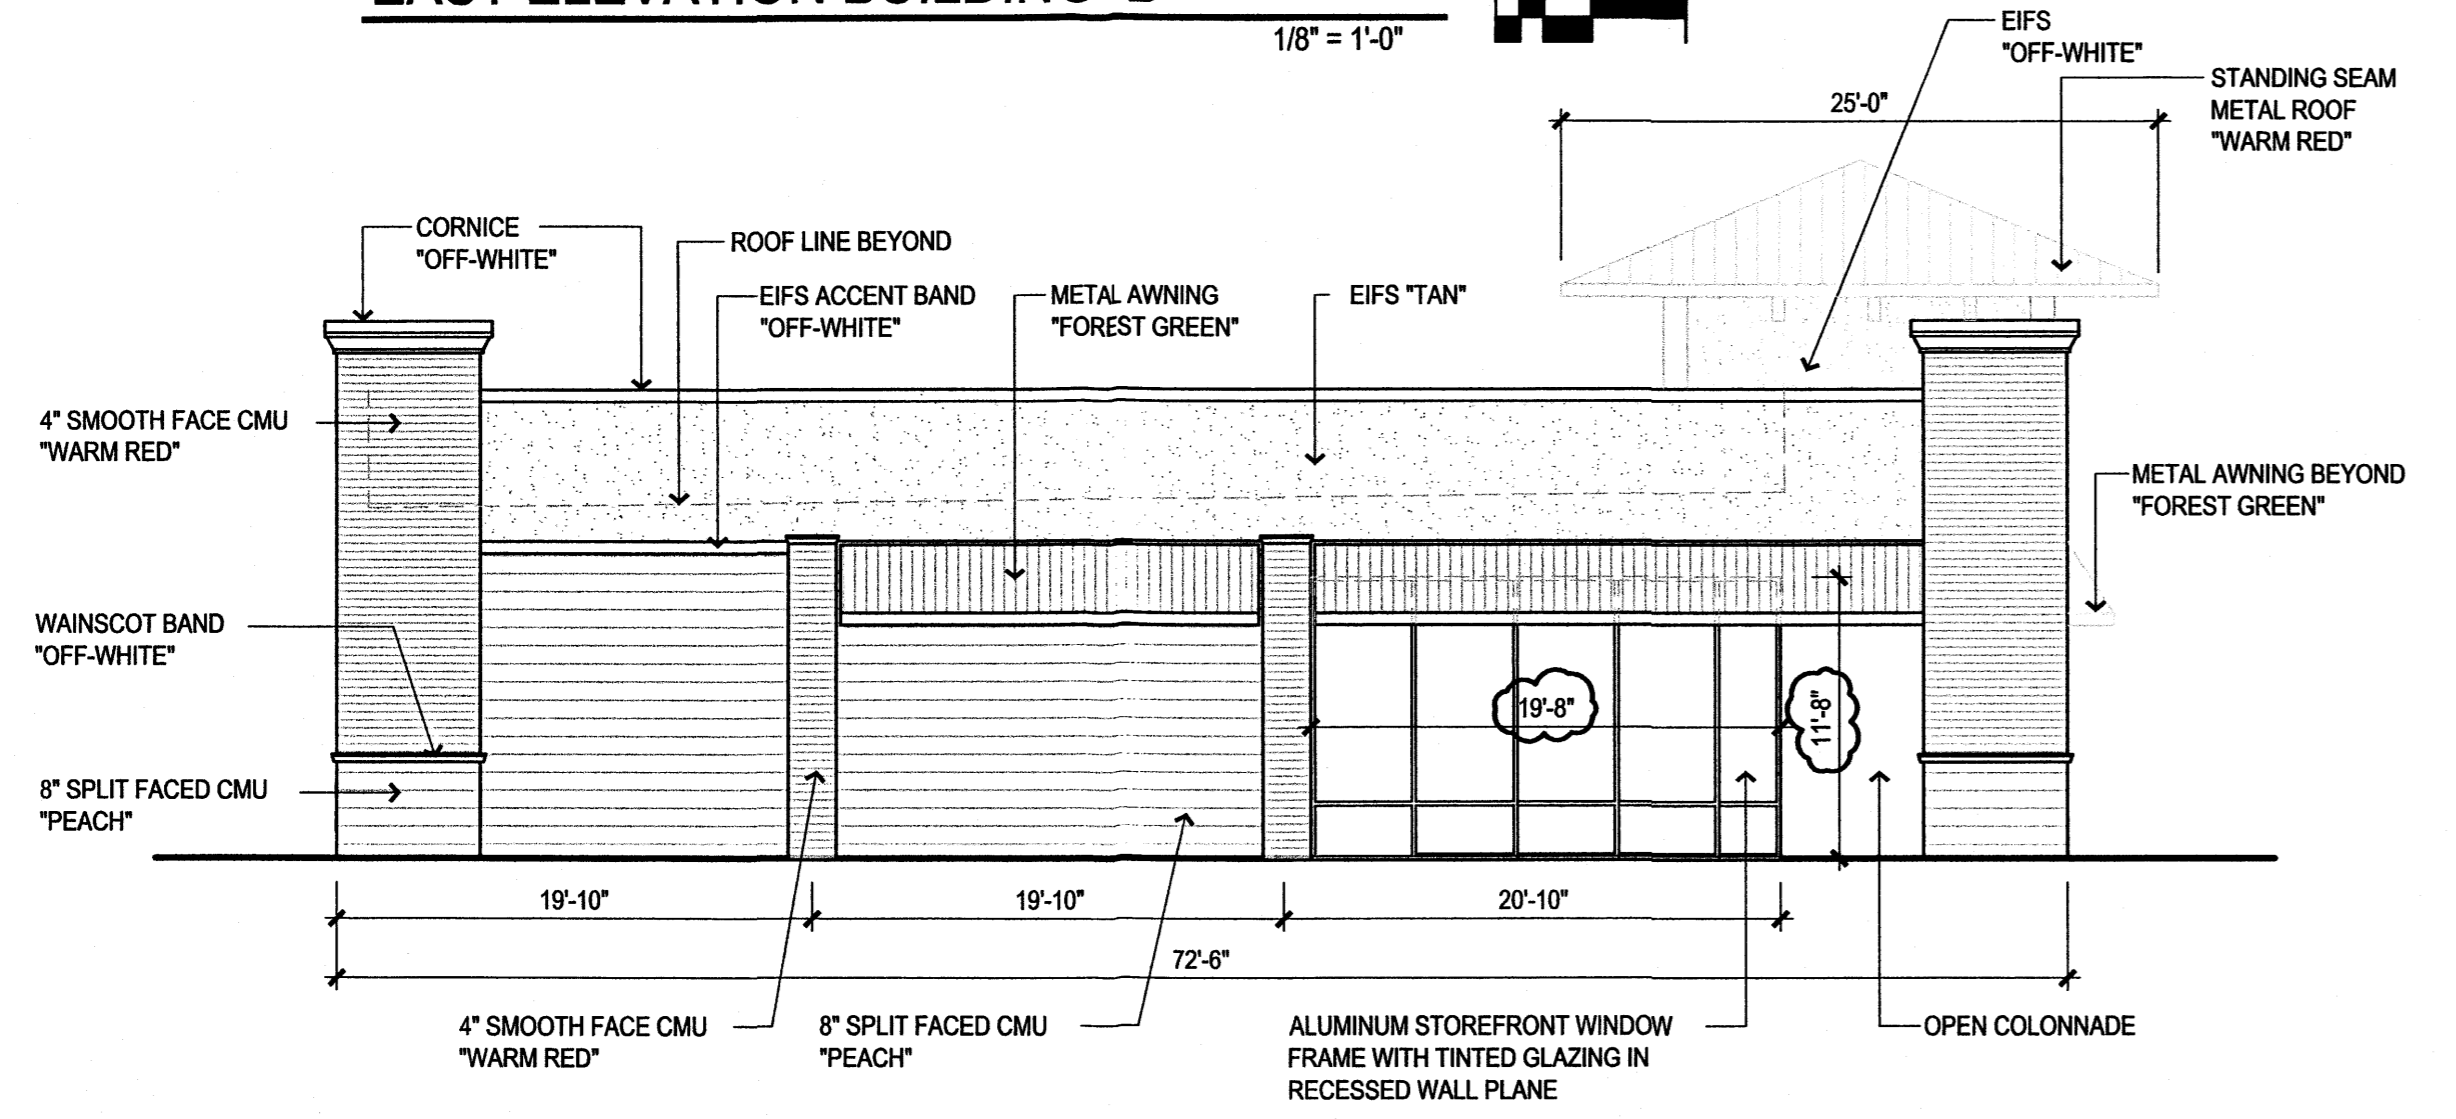 1/8" = 1'-0"
EIFS
"OFF-WHITE"
STANDING SEAM
METAL ROOF
"WARM RED"
25'-0"
CORNICE
"OFF-WHITE"
ROOF LINE BEYOND
EIFS ACCENT BAND
"OFF-WHITE"
METAL AWNING
"FOREST GREEN"
EIFS "TAN"
4" SMOOTH FACE CMU
"WARM RED"
METAL AWNING BEYOND
"FOREST GREEN"
WAINSCOT BAND
"OFF-WHITE"
19'-8"
11'-8"
8" SPLIT FACED CMU
"PEACH"
19'-10"
19'-10"
20'-10"
72'-6"
4" SMOOTH FACE CMU
"WARM RED"
8" SPLIT FACED CMU
"PEACH"
ALUMINUM STOREFRONT WINDOW
FRAME WITH TINTED GLAZING IN
RECESSED WALL PLANE
OPEN COLONNADE